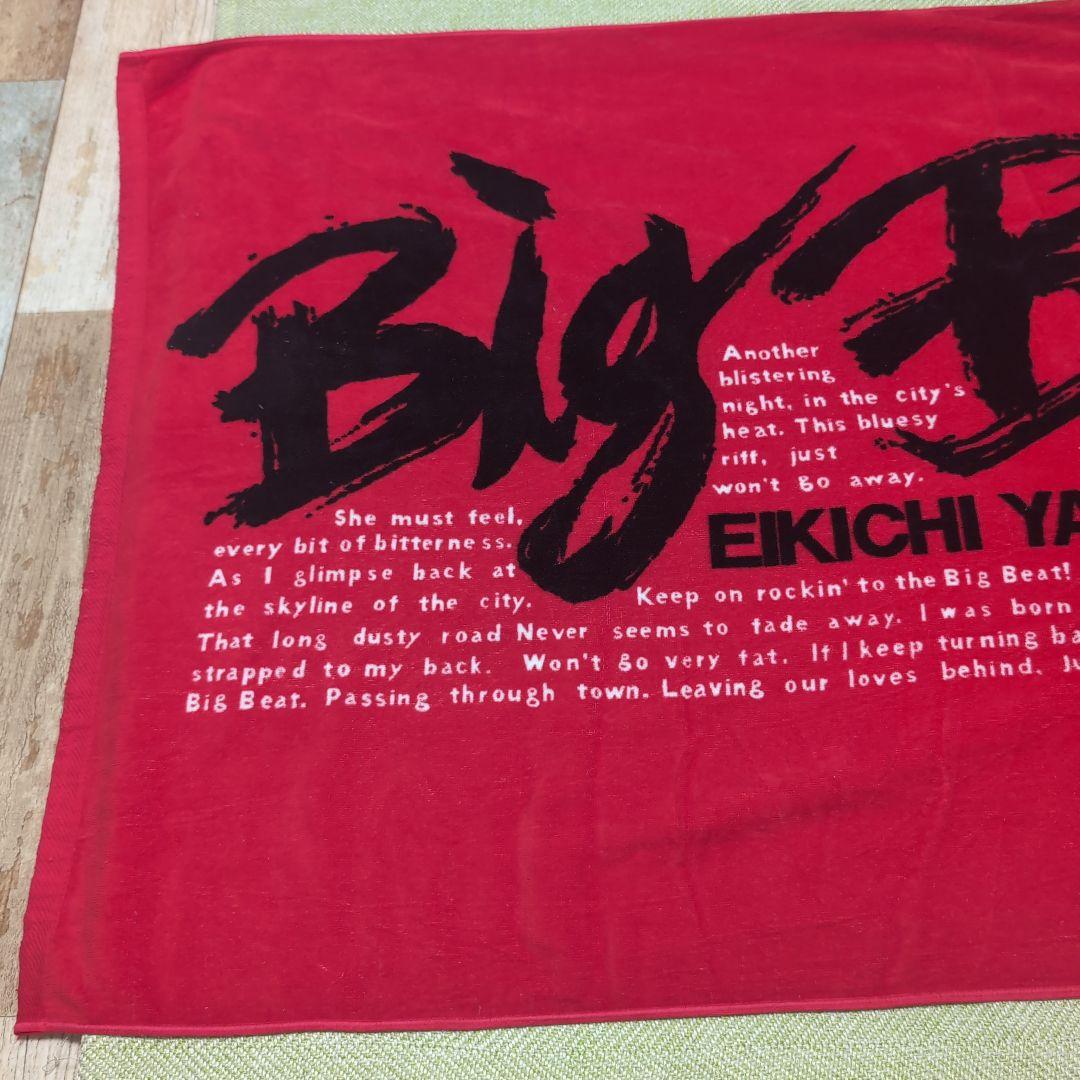 Big B
Another
blistering
night, in the city's
heat. This bluesy
riff, just
won't go away.
EIKICHI YA
She must feel,
every bit of bitterness.
As I glimpse back at
the skyline of the city.
Keep on rockin' to the Big Beat!
That long dusty road Never seems to fade away. I was born
strapped to my back. Won't go very fat. If I keep turning ba
Big Beat. Passing through town. Leaving our loves behind. Ju